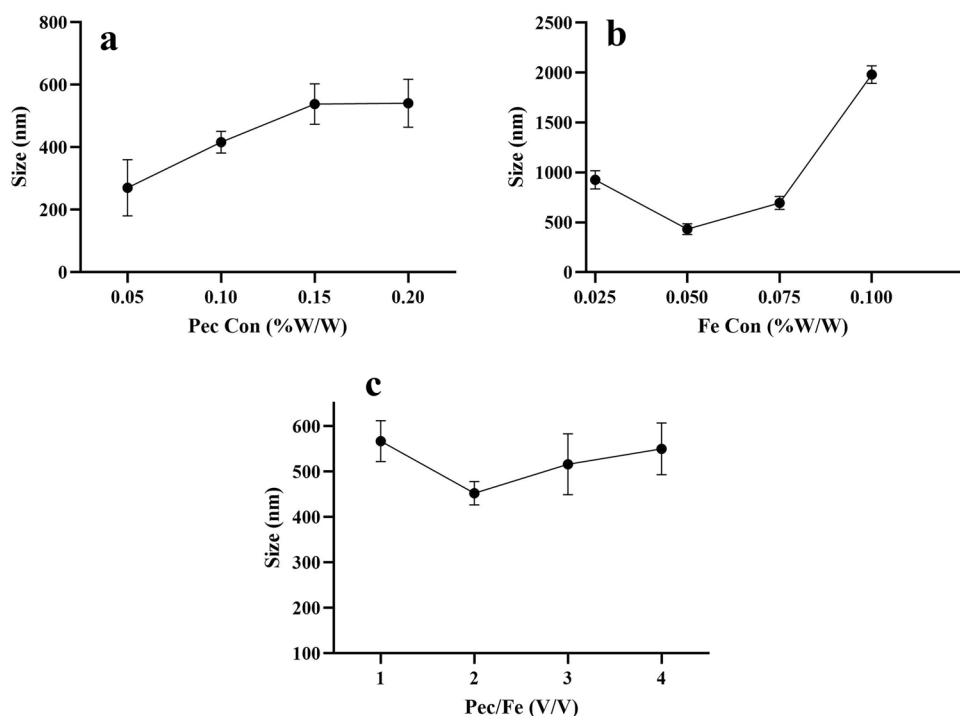 a
800
600
400
200
0
Size (nm)
0.05 0.10 0.15 0.20
Pec Con (%W/W)
b
2500
2000
1500
1000
500
0
Size (nm)
0.025 0.050 0.075 0.100
Fe Con (%W/W)
c
600
500
400
300
200
100
Size (nm)
1 2 3 4
Pec/Fe (V/V)